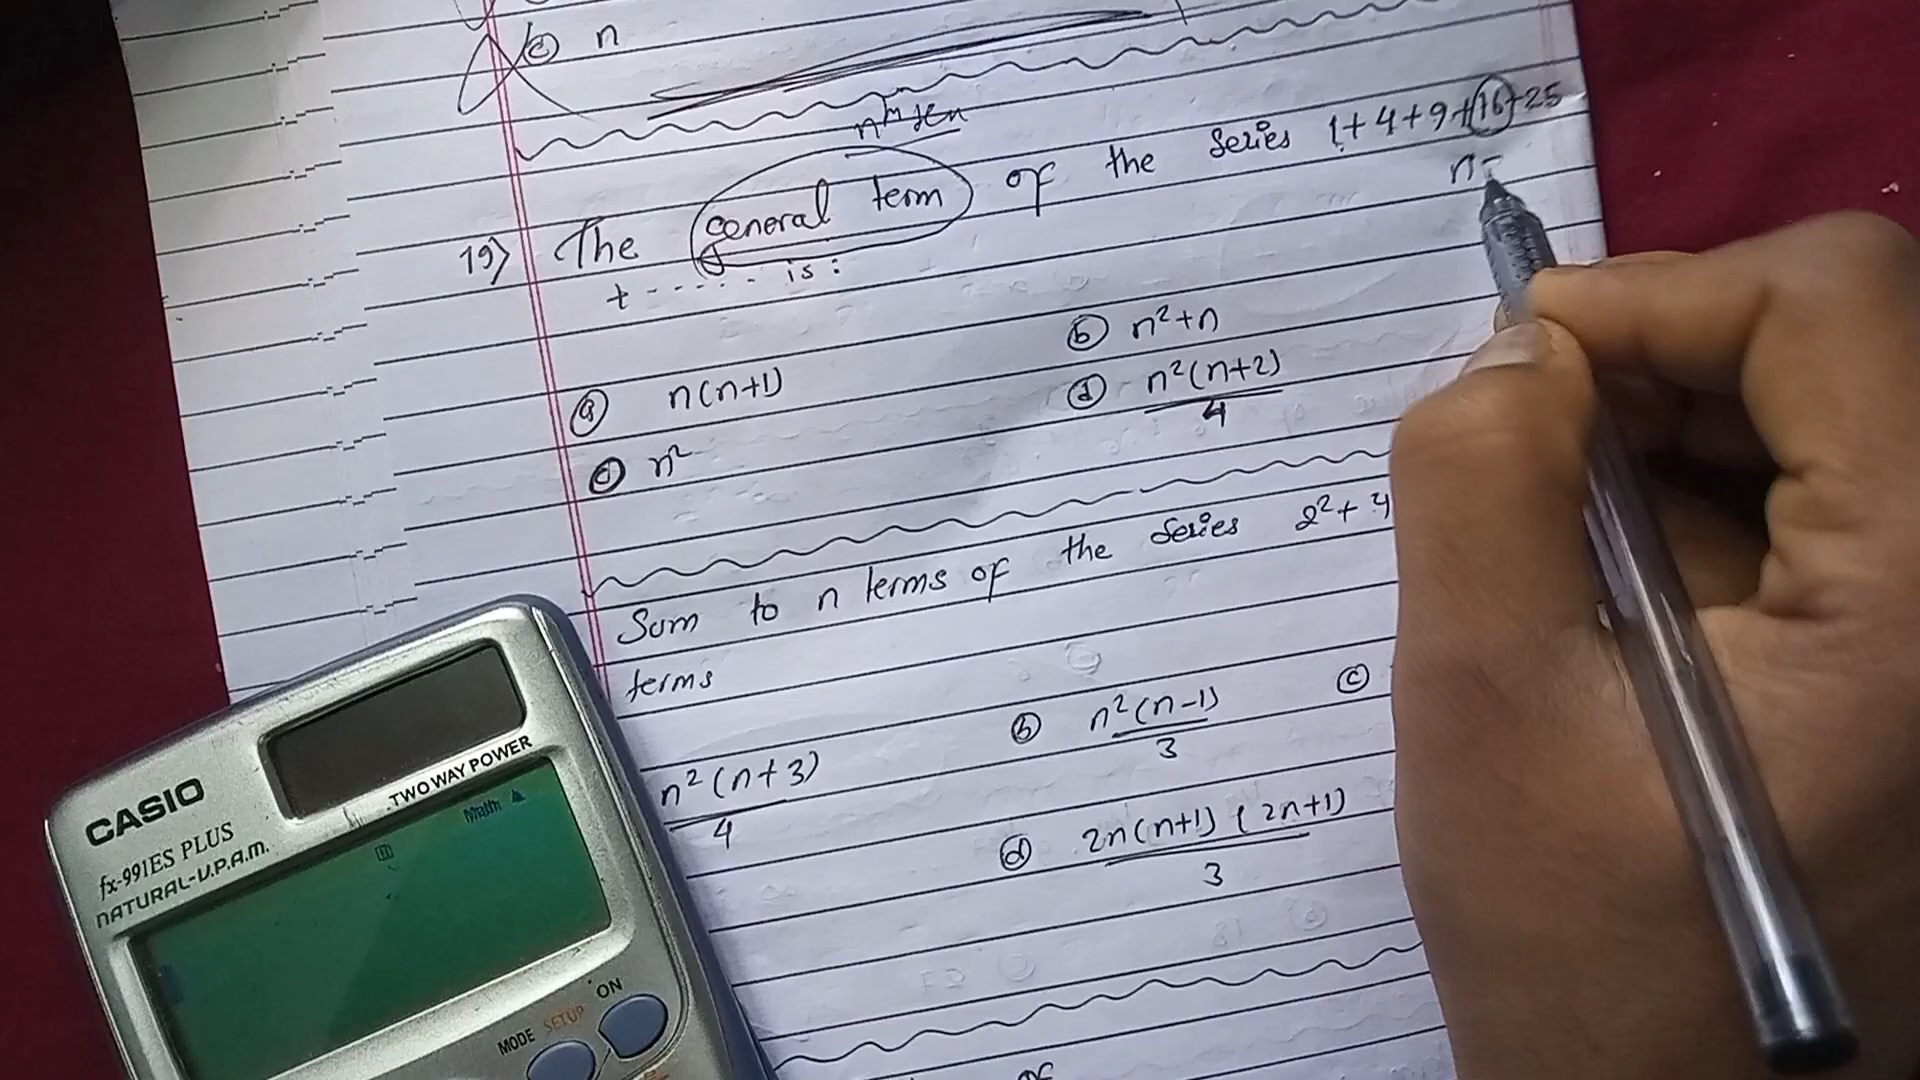 ⓒ n
nth ten
19) The general term of the series 1+4+9+16+25
n=
+ ------ is :
ⓐ n(n+1) ⓑ n²+n
ⓒ n² ⓓ n²(n+2)/4
Sum to n terms of the series 2²+4
terms
n²(n+3)/4 ⓑ n²(n-1)/3 ⓒ
ⓓ 2n(n+1)(2n+1)/3
of
CASIO
TWO WAY POWER
fx-991ES PLUS
NATURAL-V.P.A.M.
Math ▲
MODE SETUP ON